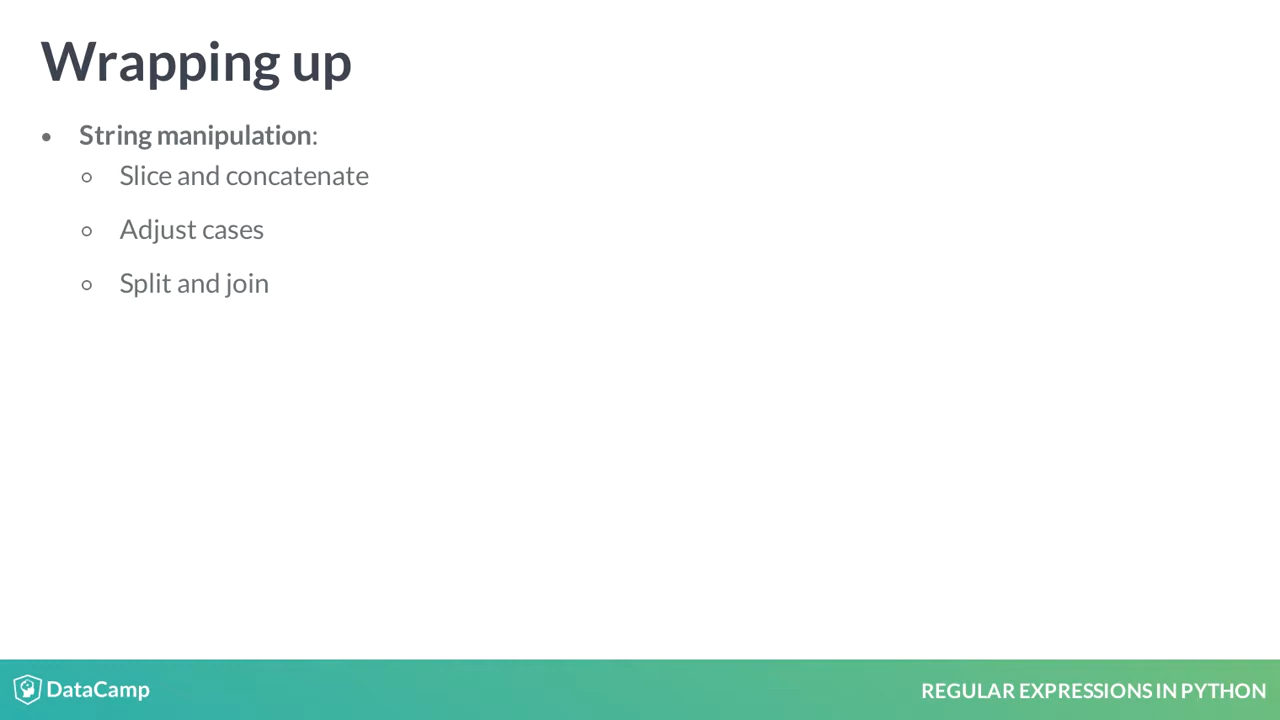 Wrapping up
• String manipulation:
○ Slice and concatenate
○ Adjust cases
○ Split and join
DataCamp
REGULAR EXPRESSIONS IN PYTHON